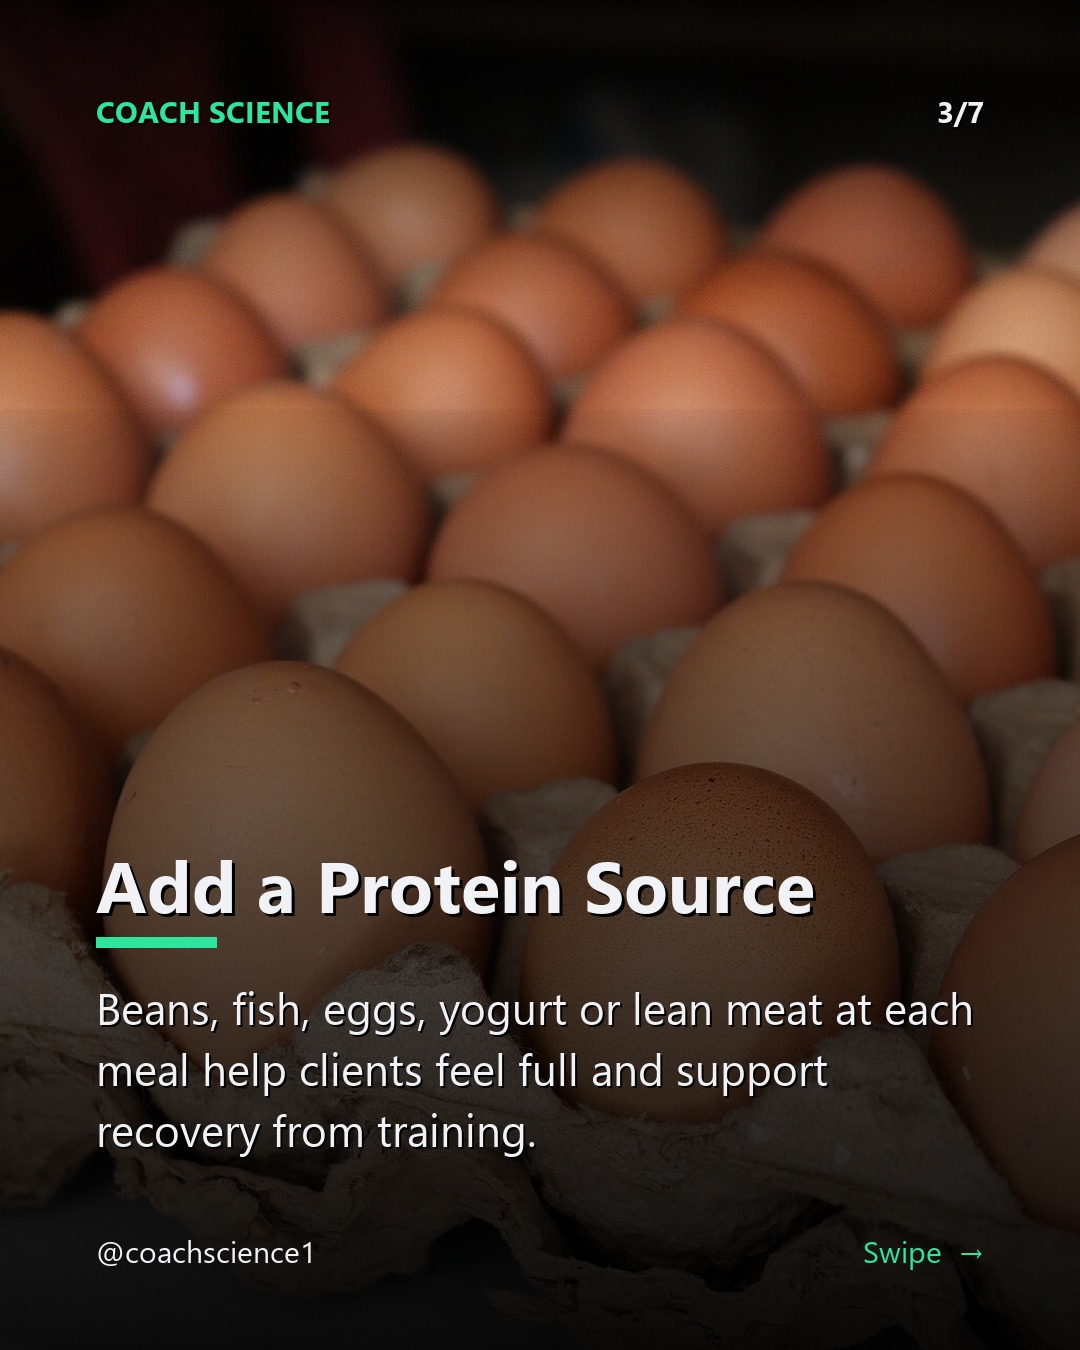 COACH SCIENCE
3/7
Add a Protein Source
Beans, fish, eggs, yogurt or lean meat at each
meal help clients feel full and support
recovery from training.
@coachscience1
Swipe →